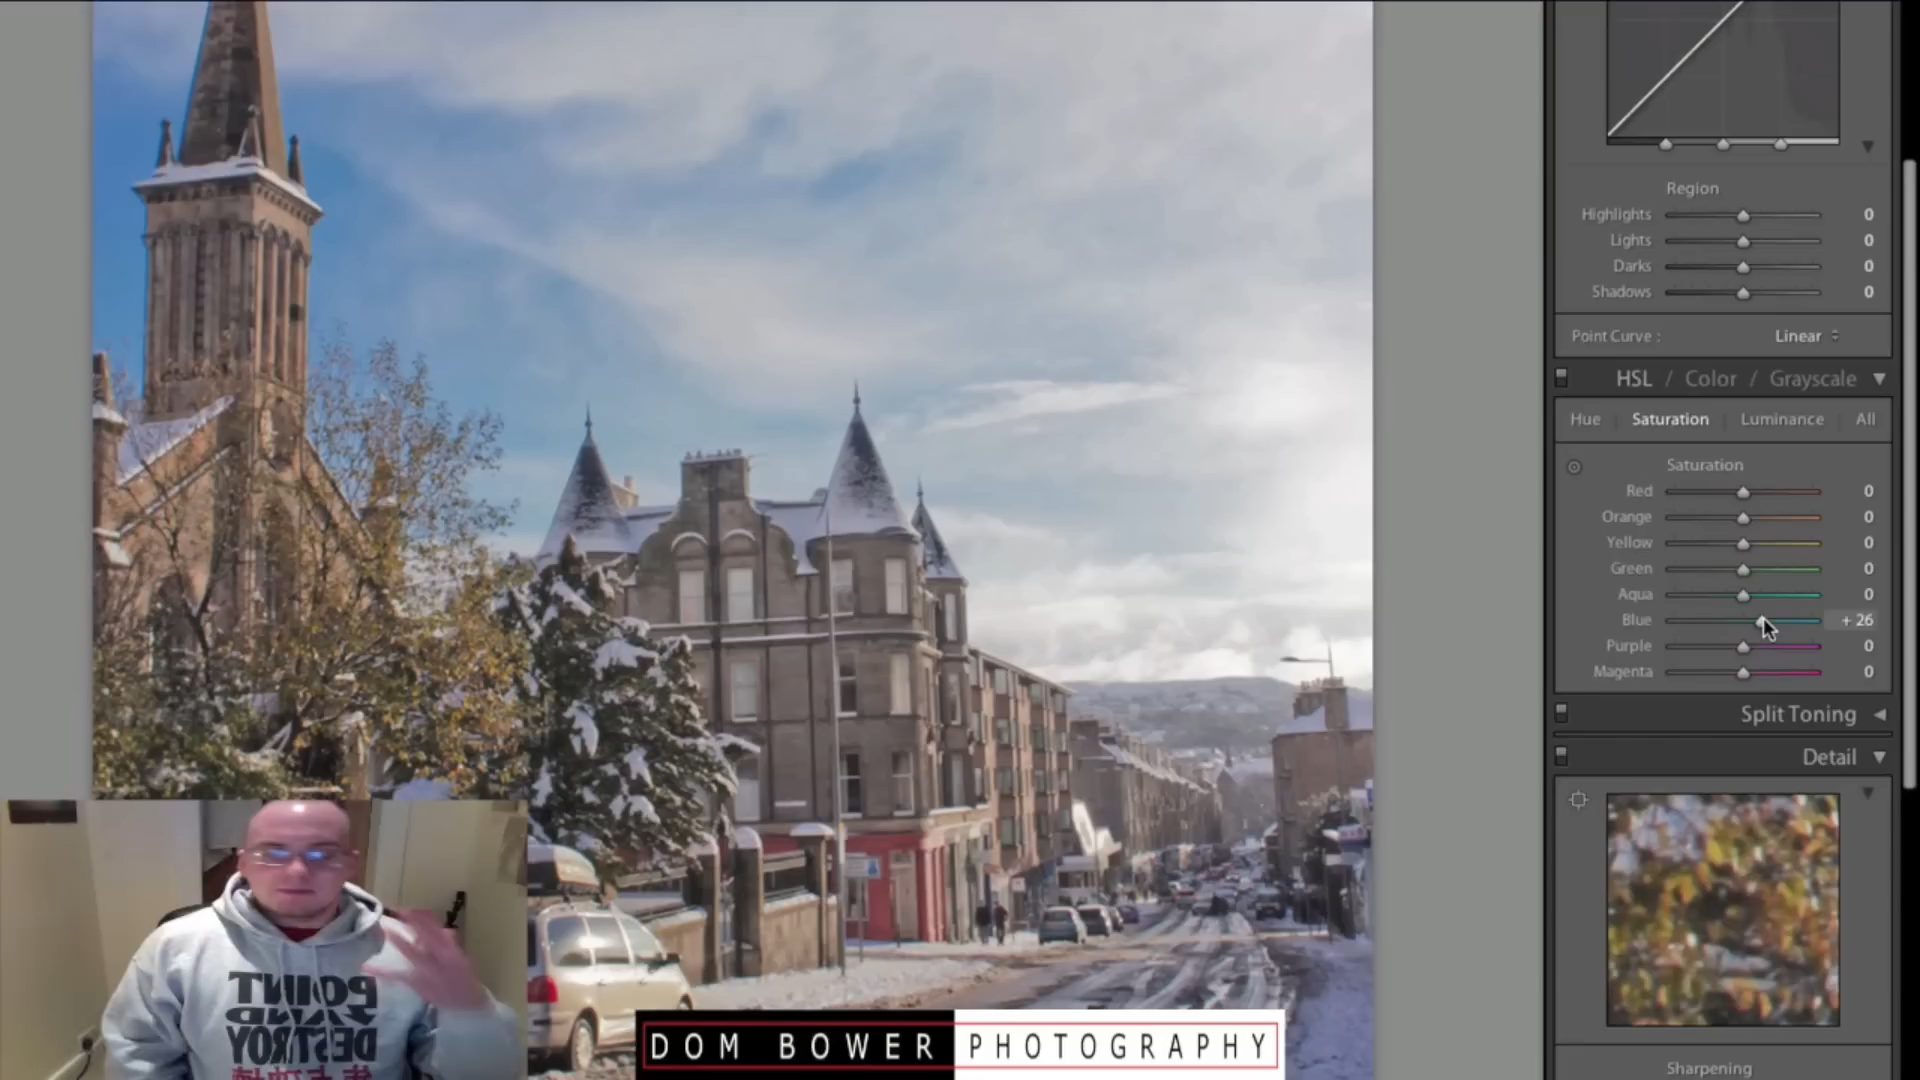 Region
Highlights 0
Lights 0
Darks 0
Shadows 0
Point Curve : Linear
HSL / Color / Grayscale
Hue Saturation Luminance All
Saturation
Red 0
Orange 0
Yellow 0
Green 0
Aqua 0
Blue + 26
Purple 0
Magenta 0
Split Toning
Detail
Sharpening
POINT
AND
DESTROY
DOM BOWER PHOTOGRAPHY